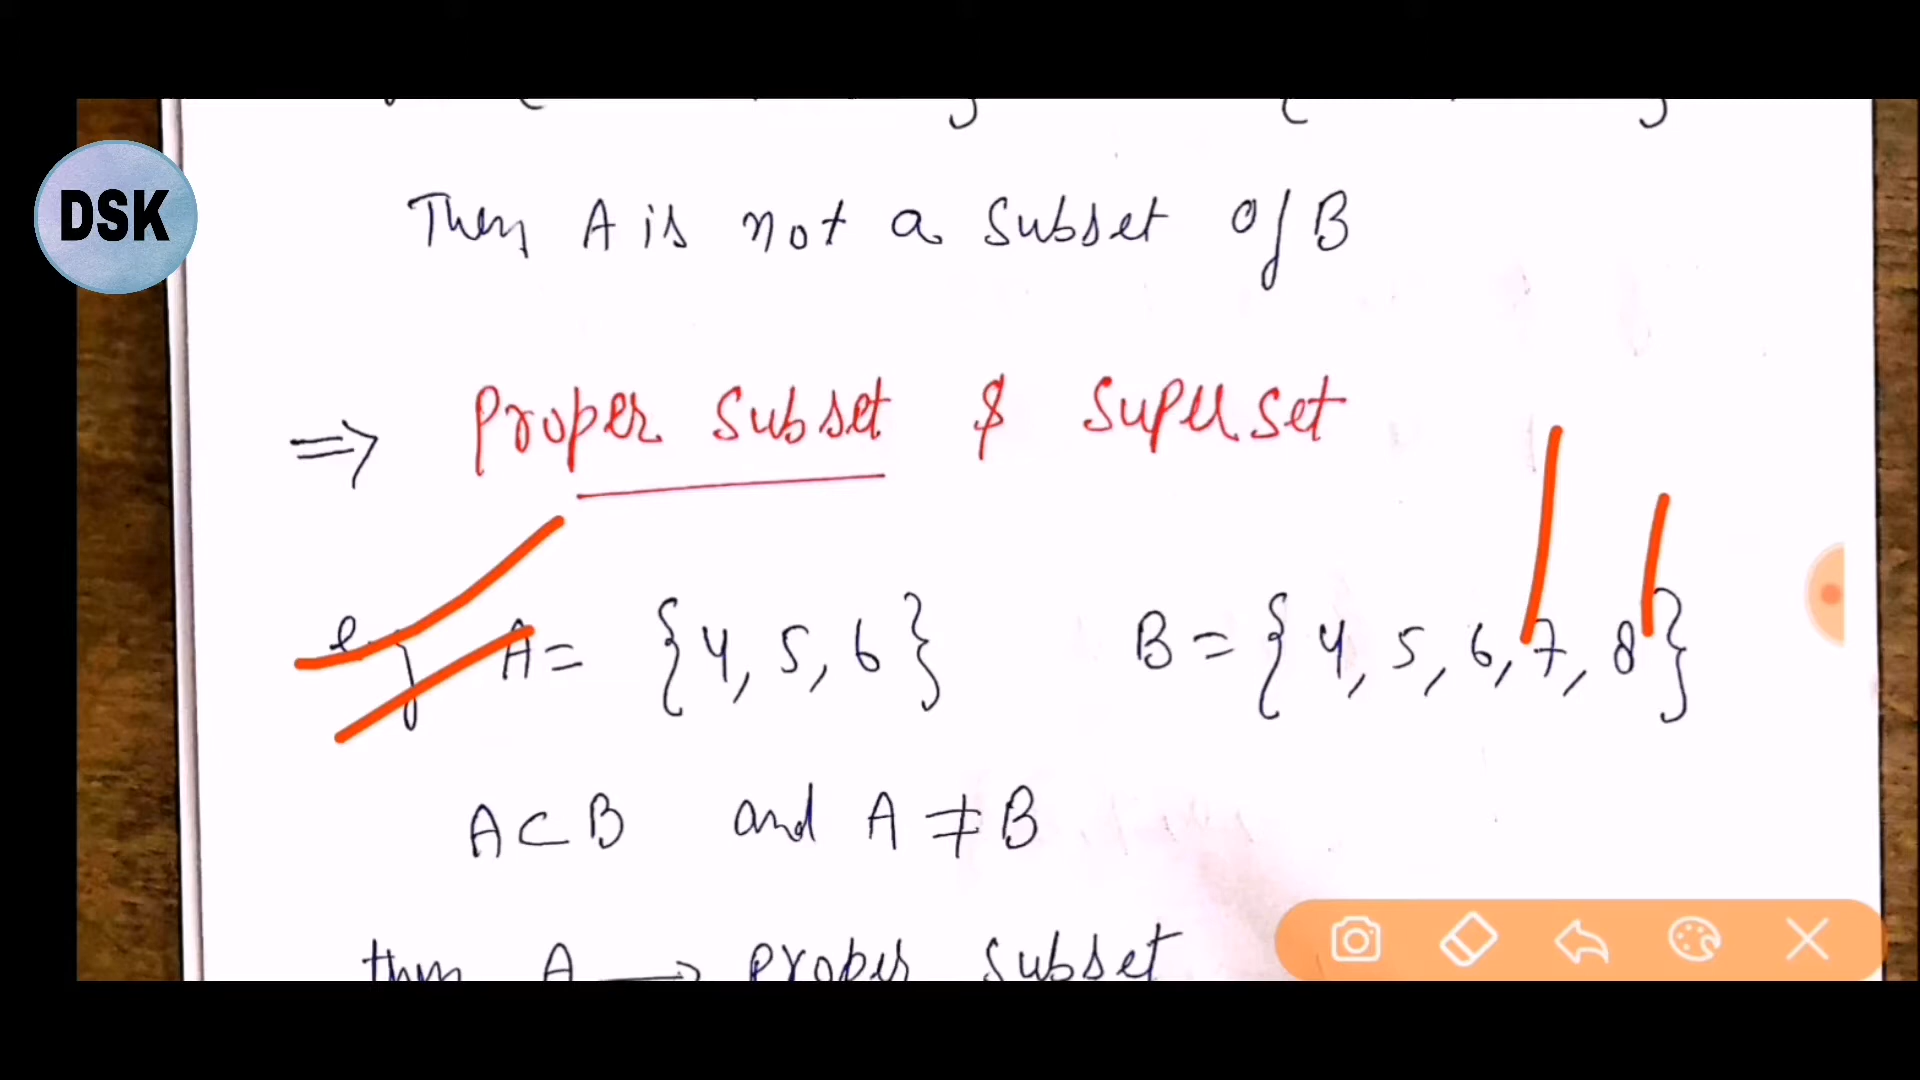 DSK
Then A is not a subset of B
⇒ Proper subset & superset
eg A = {4, 5, 6} B = {4, 5, 6, 7, 8}
A ⊂ B and A ≠ B
then A → proper subset